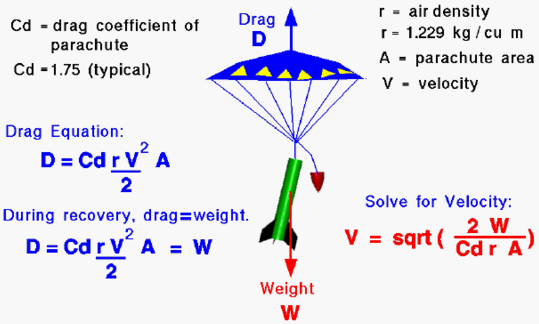 Cd = drag coefficient of
parachute
Cd = 1.75 (typical)
Drag
D
r = air density
r = 1.229 kg / cu m
A = parachute area
V = velocity
Drag Equation:
D = Cd r V² A
2
During recovery, drag=weight.
D = Cd r V² A = W
2
Solve for Velocity:
V = sqrt ( 2 W )
Cd r A
Weight
W